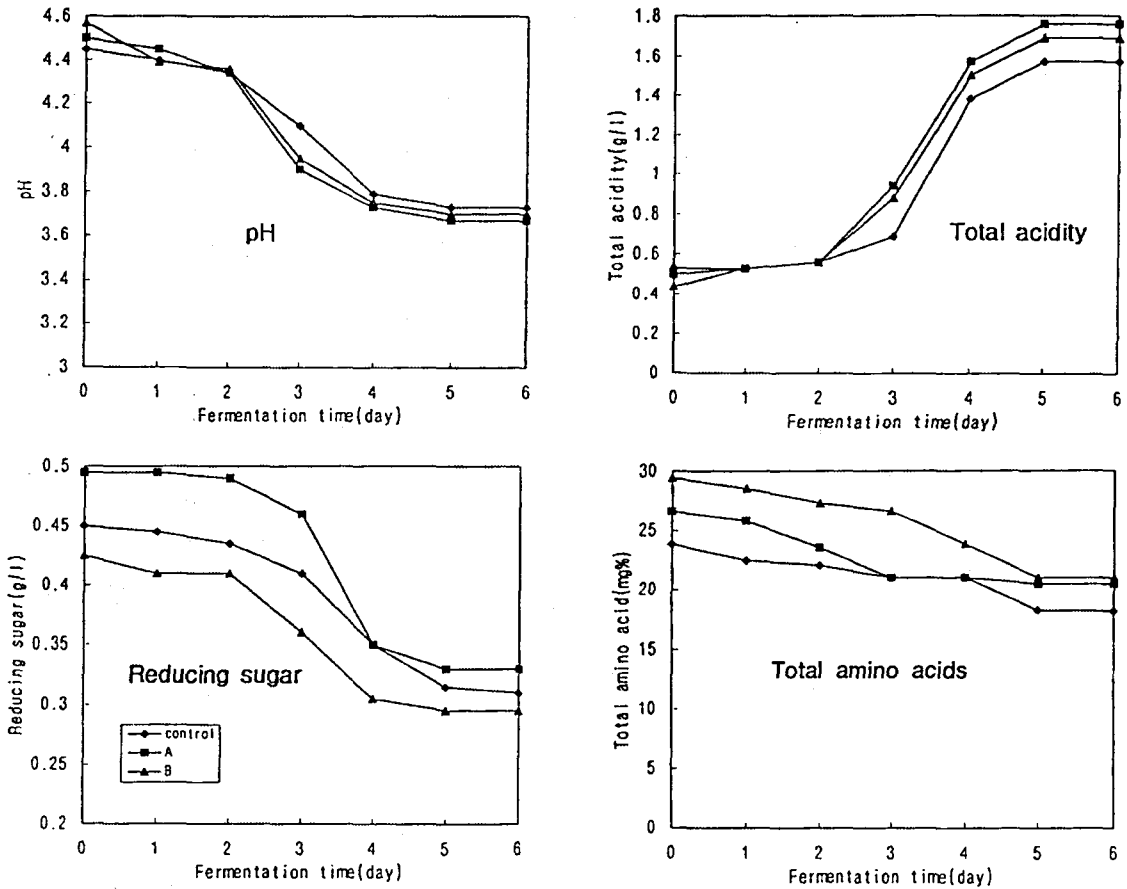 4.6
4.4
4.2
4
3.8
3.6
3.4
3.2
3
pH
pH
0 1 2 3 4 5 6
Fermentation time(day)
1.8
1.6
1.4
1.2
1
0.8
0.6
0.4
0.2
0
Total acidity(g/l)
Total acidity
0 1 2 3 4 5 6
Fermentation time(day)
0.5
0.45
0.4
0.35
0.3
0.25
0.2
Reducing sugar(g/l)
Reducing sugar
control
A
B
0 1 2 3 4 5 6
Fermentation time(day)
30
25
20
15
10
5
0
Total amino acid(mg%)
Total amino acids
0 1 2 3 4 5 6
Fermentation time(day)